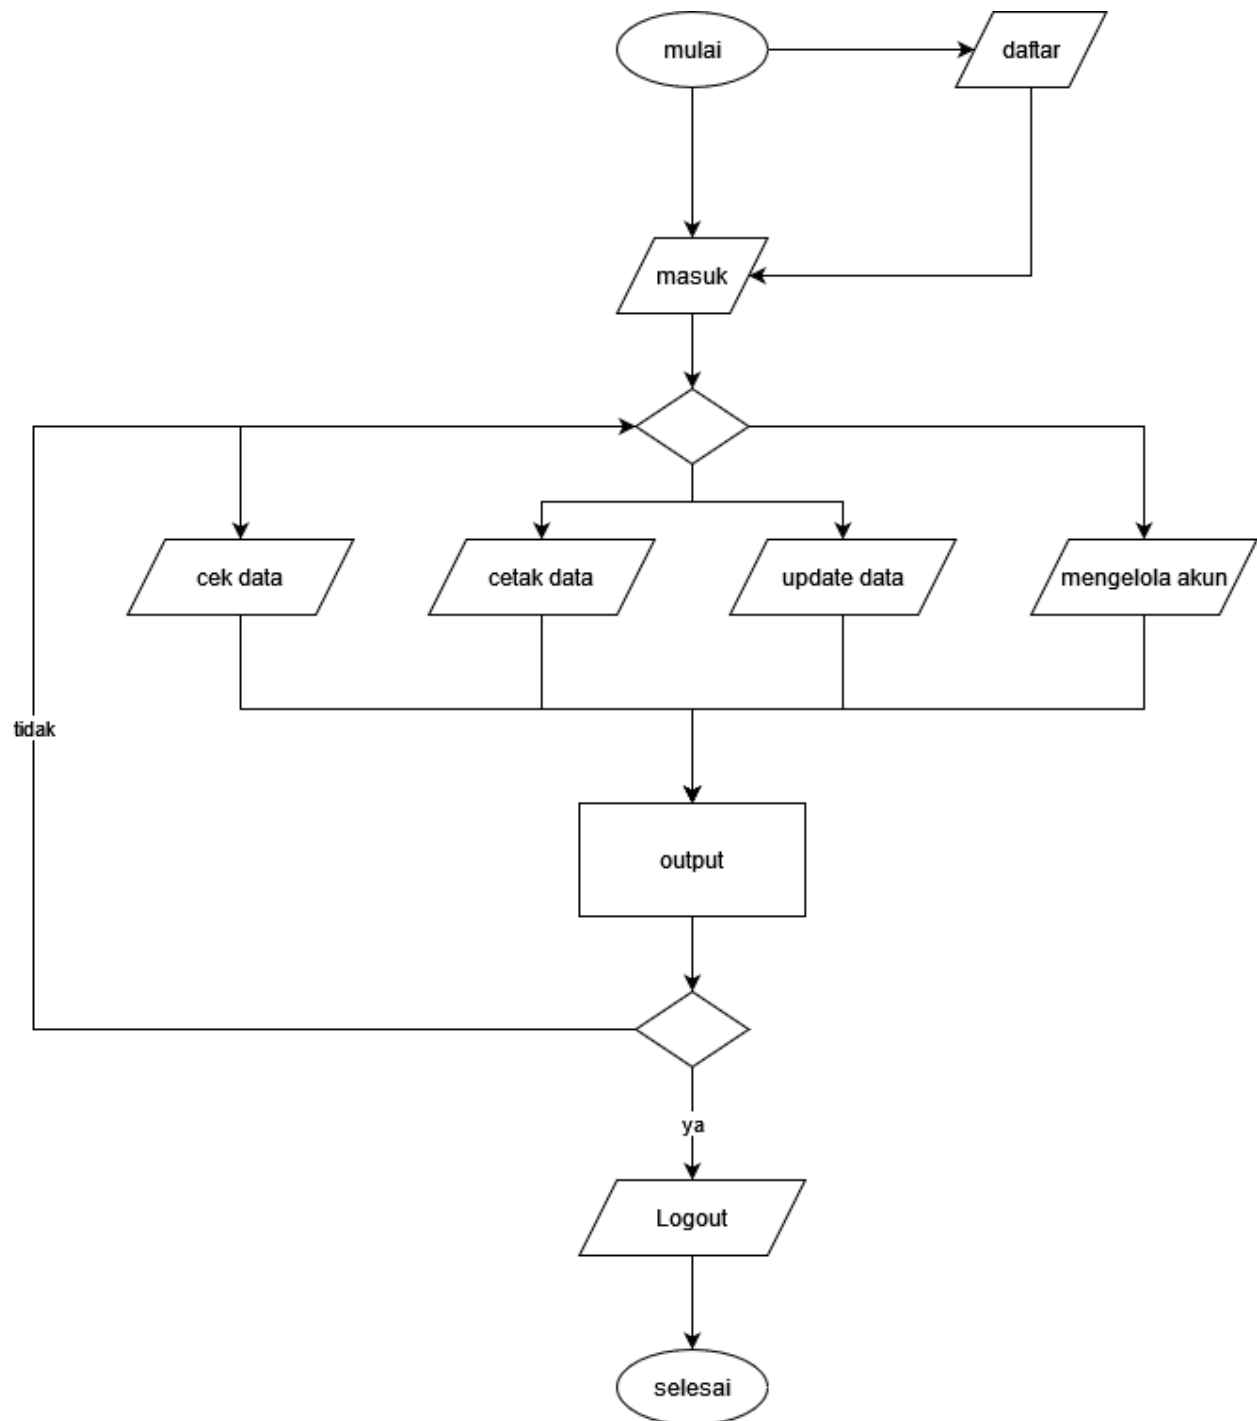 mulai
daftar
masuk
cek data
cetak data
update data
mengelola akun
tidak
output
ya
Logout
selesai